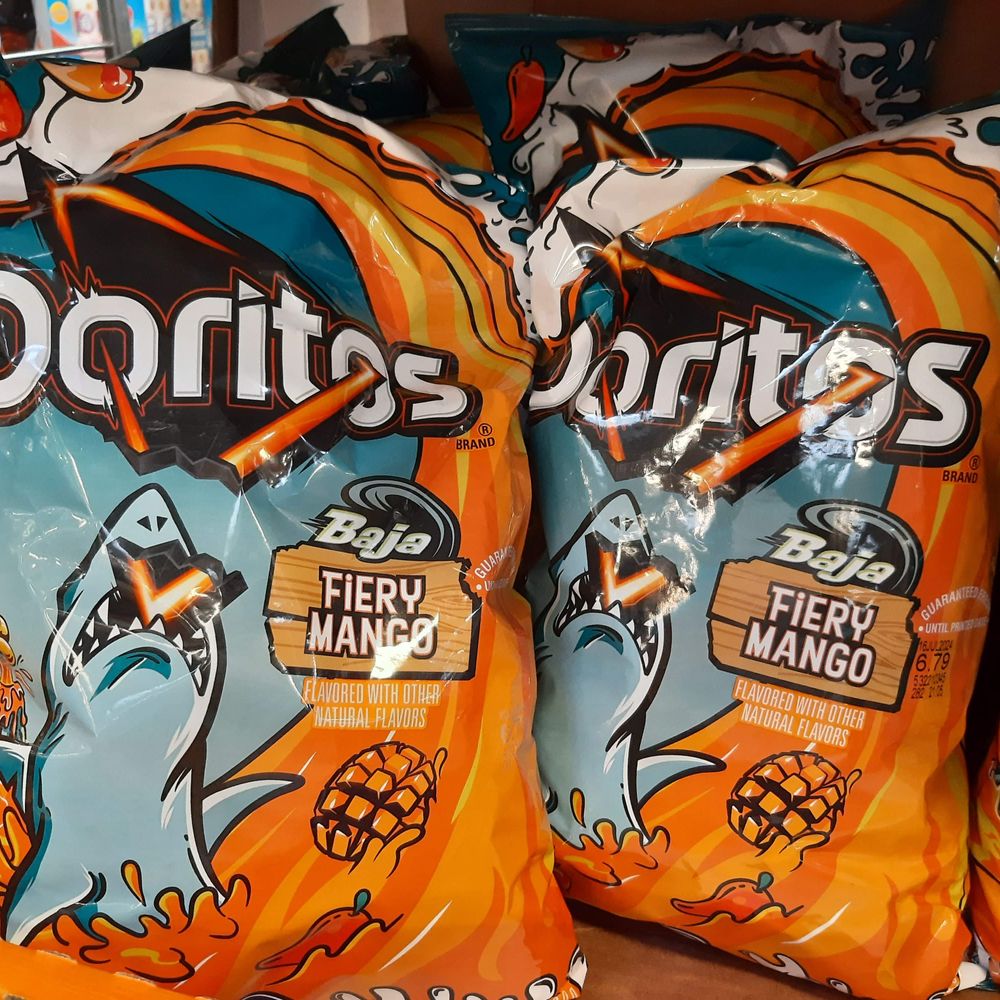 Doritos
® BRAND
Baja
FiERY
MANGO
FLAVORED WITH OTHER
NATURAL FLAVORS
Doritos
® BRAND
Baja
FiERY
MANGO
FLAVORED WITH OTHER
NATURAL FLAVORS
GUARANTEED
• UNTIL
16JUL2024
6.79